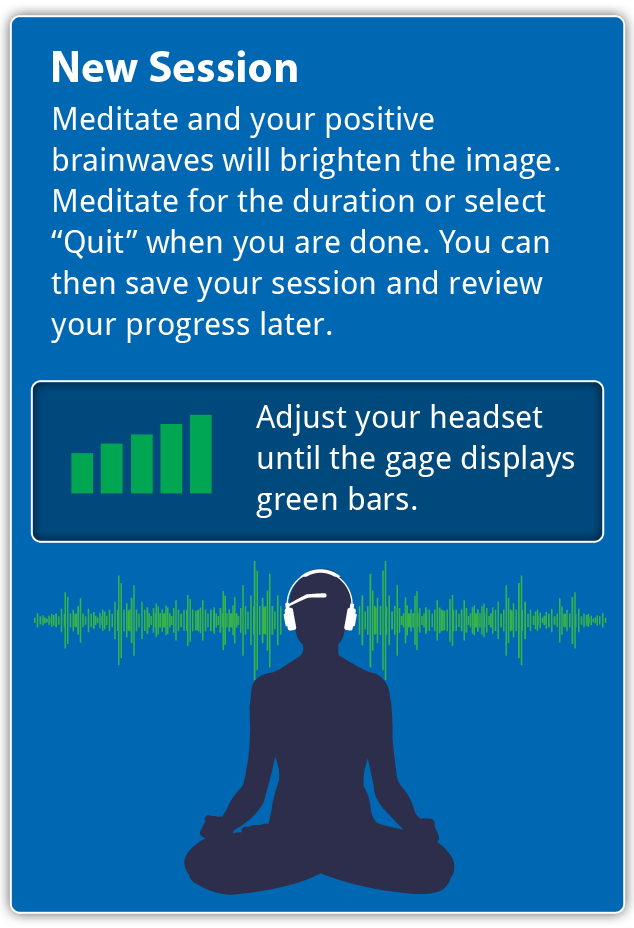 New Session
Meditate and your positive
brainwaves will brighten the image.
Meditate for the duration or select
“Quit” when you are done. You can
then save your session and review
your progress later.
Adjust your headset
until the gage displays
green bars.